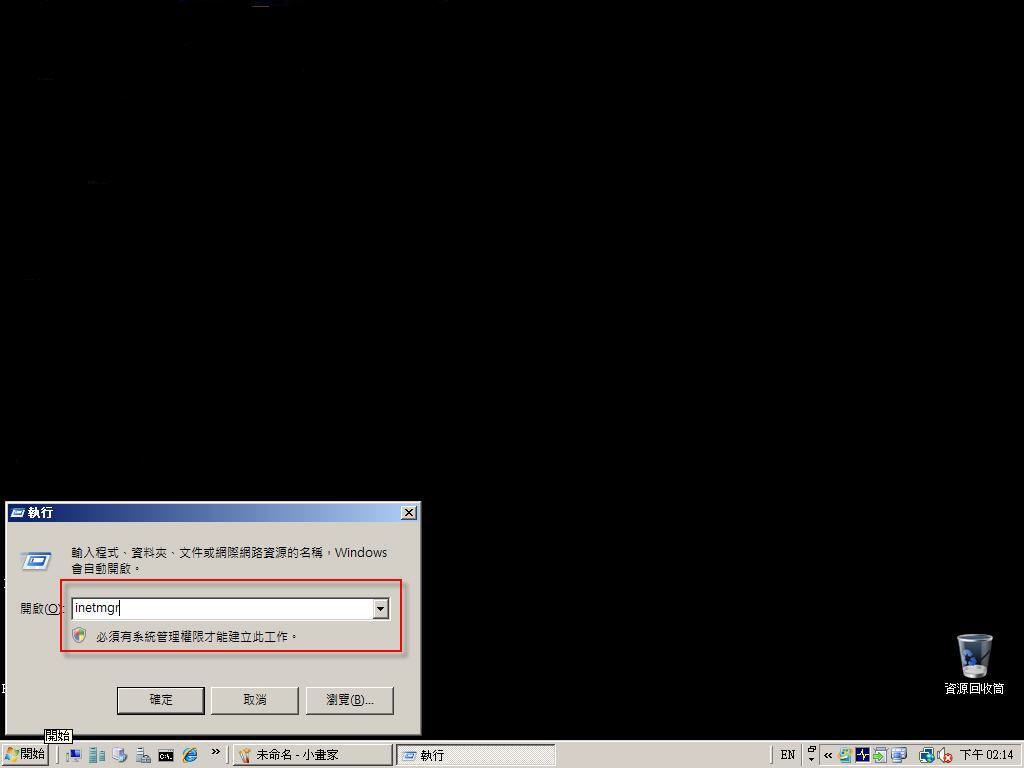 執行
輸入程式、資料夾、文件或網際網路資源的名稱，Windows
會自動開啟。
開啟(O):
inetmgr
必須有系統管理權限才能建立此工作。
確定
取消
瀏覽(B)...
資源回收筒
開始
開始
未命名 - 小畫家
執行
EN
下午 02:14